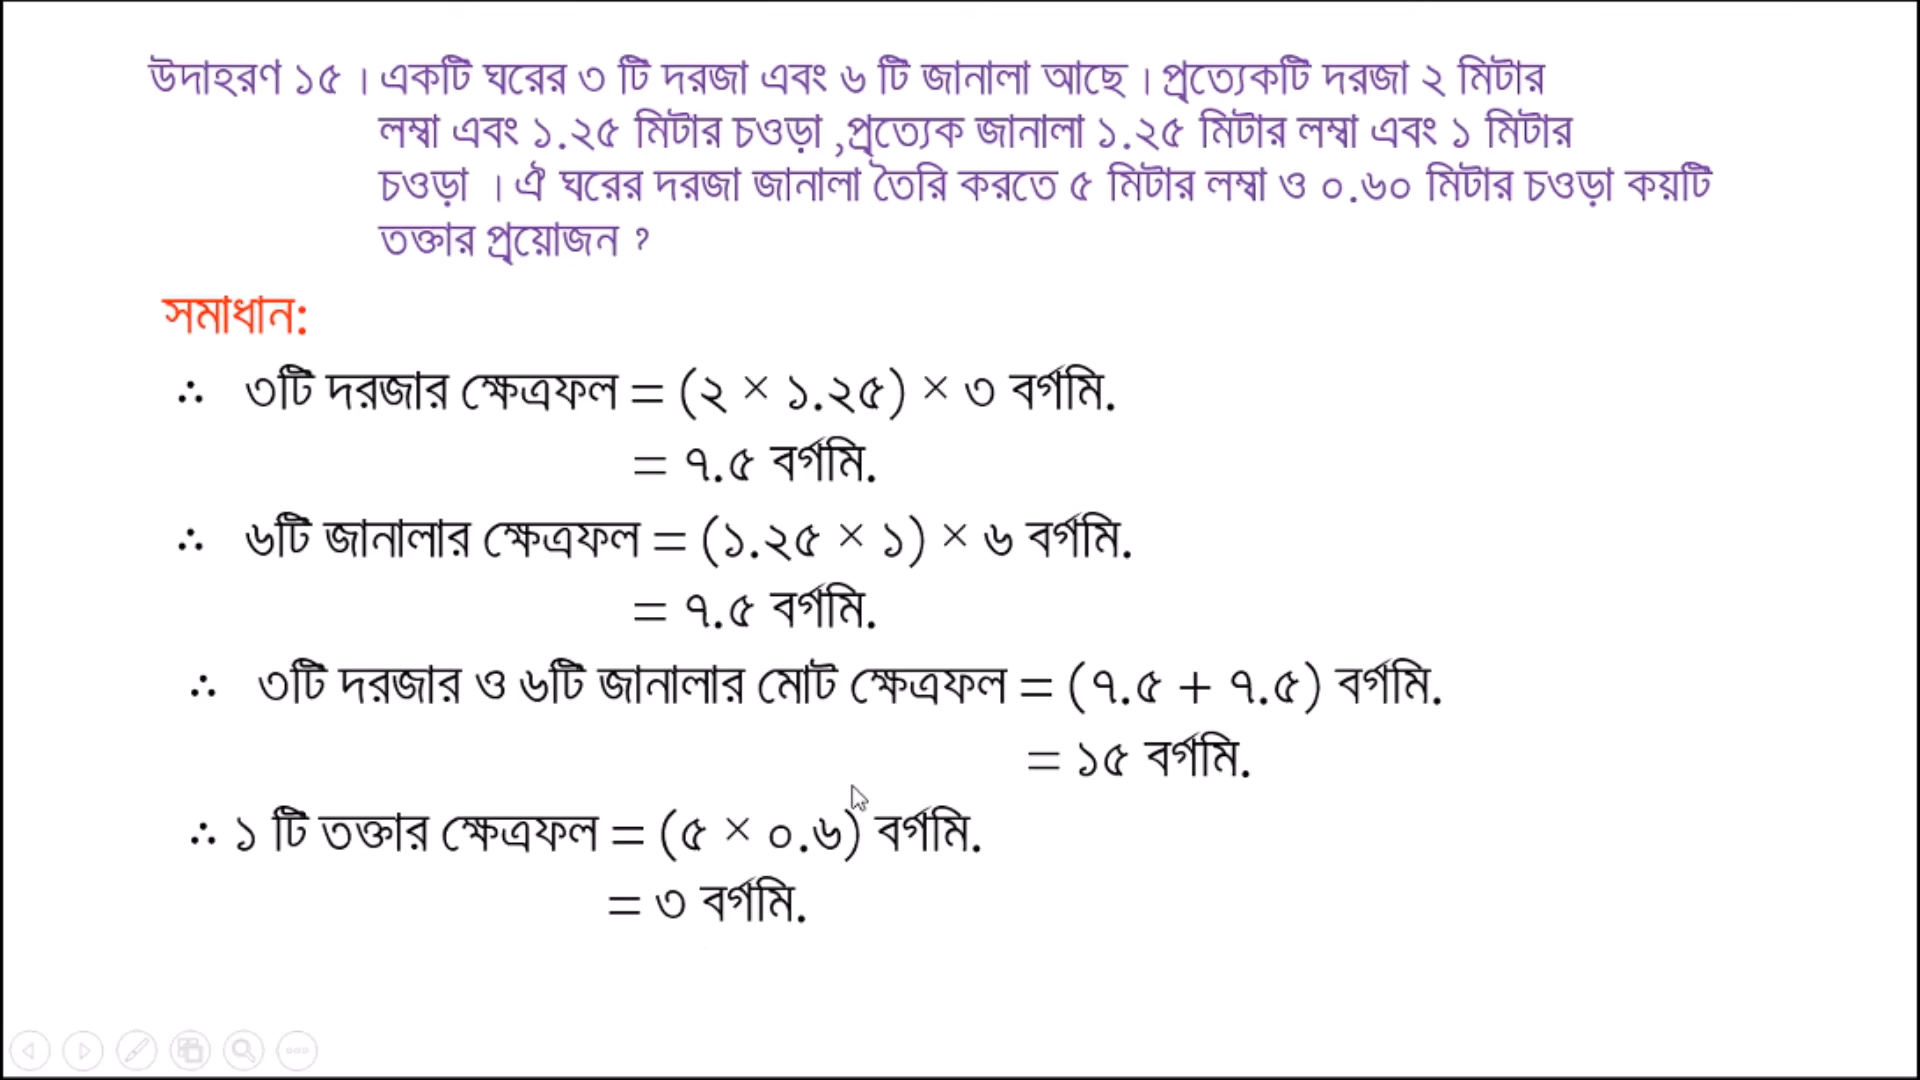 উদাহরণ ১৫ । একটি ঘরের ৩ টি দরজা এবং ৬ টি জানালা আছে । প্রত্যেকটি দরজা ২ মিটার
লম্বা এবং ১.২৫ মিটার চওড়া ,প্রত্যেক জানালা ১.২৫ মিটার লম্বা এবং ১ মিটার
চওড়া । ঐ ঘরের দরজা জানালা তৈরি করতে ৫ মিটার লম্বা ও ০.৬০ মিটার চওড়া কয়টি
তক্তার প্রয়োজন ?
সমাধান:
∴ ৩টি দরজার ক্ষেত্রফল = (২ × ১.২৫) × ৩ বর্গমি.
= ৭.৫ বর্গমি.
∴ ৬টি জানালার ক্ষেত্রফল = (১.২৫ × ১) × ৬ বর্গমি.
= ৭.৫ বর্গমি.
∴ ৩টি দরজার ও ৬টি জানালার মোট ক্ষেত্রফল = (৭.৫ + ৭.৫) বর্গমি.
= ১৫ বর্গমি.
∴ ১ টি তক্তার ক্ষেত্রফল = (৫ × ০.৬) বর্গমি.
= ৩ বর্গমি.